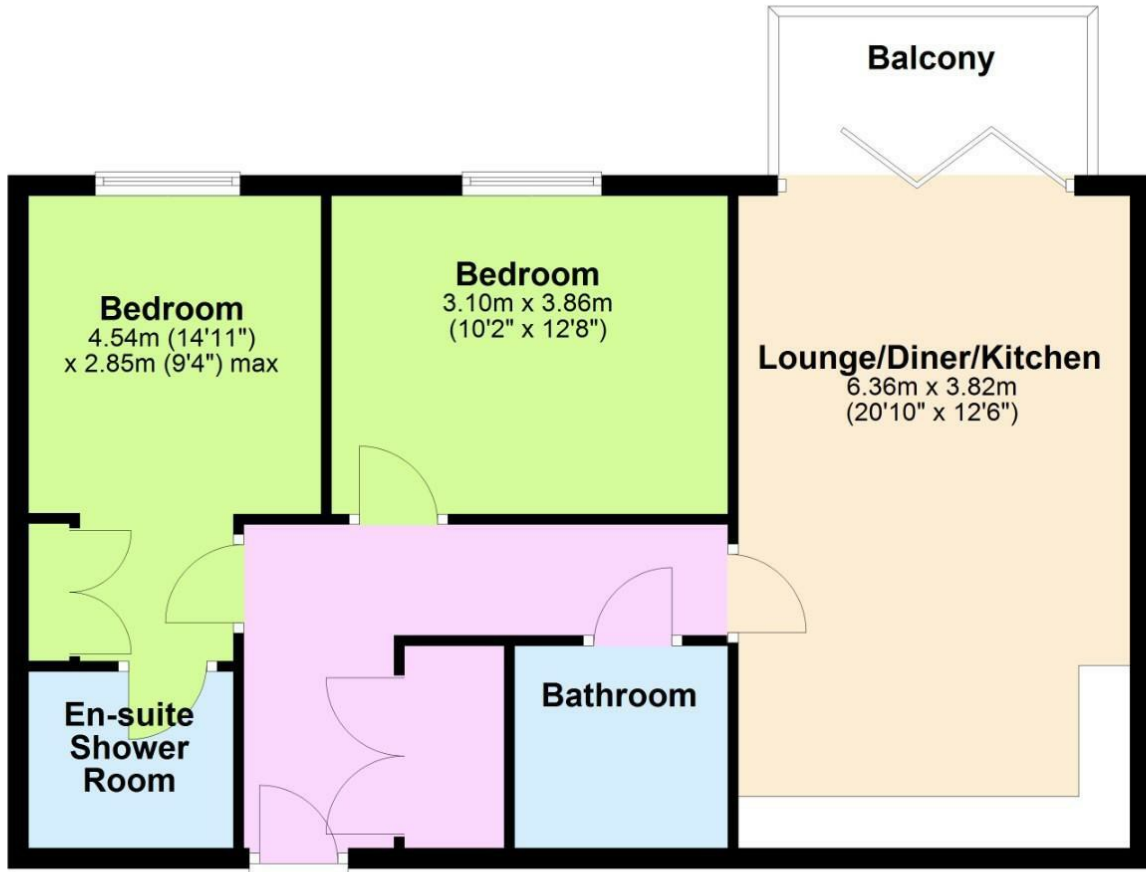 Balcony
Bedroom
4.54m (14'11")
x 2.85m (9'4") max
Bedroom
3.10m x 3.86m
(10'2" x 12'8")
Lounge/Diner/Kitchen
6.36m x 3.82m
(20'10" x 12'6")
En-suite
Shower
Room
Bathroom